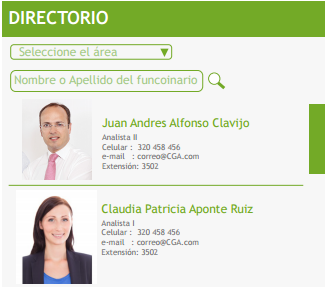 DIRECTORIO
Seleccione el área
Nombre o Apellido del funcoinario
Juan Andres Alfonso Clavijo
Analista II
Celular : 320 458 456
e-mail : correo@CGA.com
Extensión: 3502
Claudia Patricia Aponte Ruiz
Analista I
Celular : 320 458 456
e-mail : correo@CGA.com
Extensión: 3502